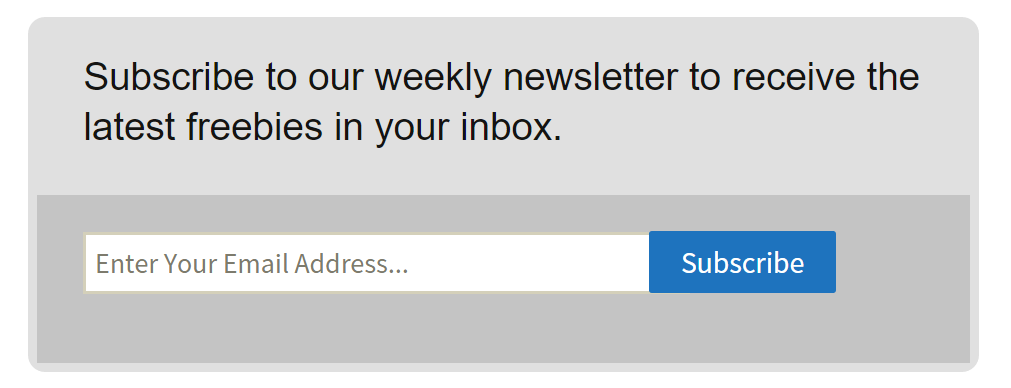 Subscribe to our weekly newsletter to receive the
latest freebies in your inbox.
Enter Your Email Address... Subscribe